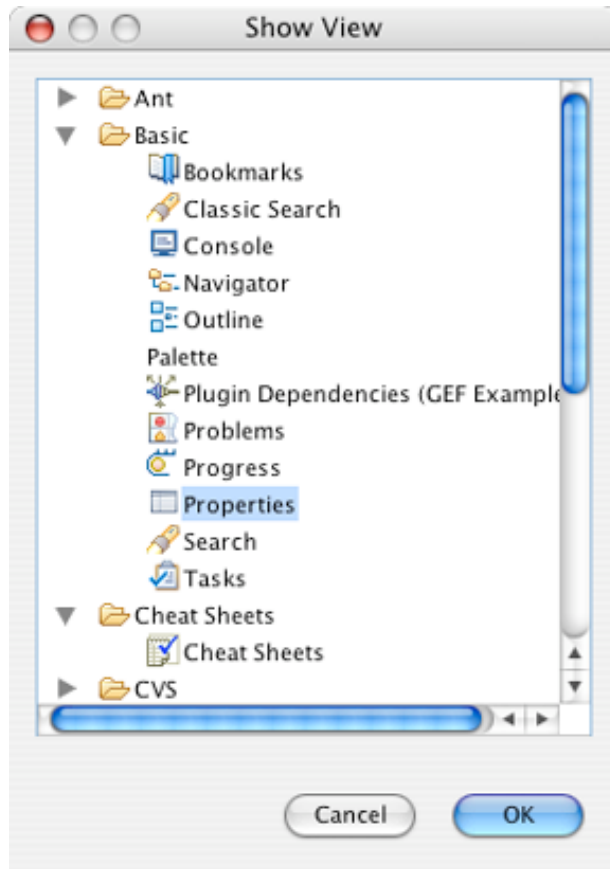 Show View
Ant
Basic
Bookmarks
Classic Search
Console
Navigator
Outline
Palette
Plugin Dependencies (GEF Example
Problems
Progress
Properties
Search
Tasks
Cheat Sheets
Cheat Sheets
CVS
Cancel OK